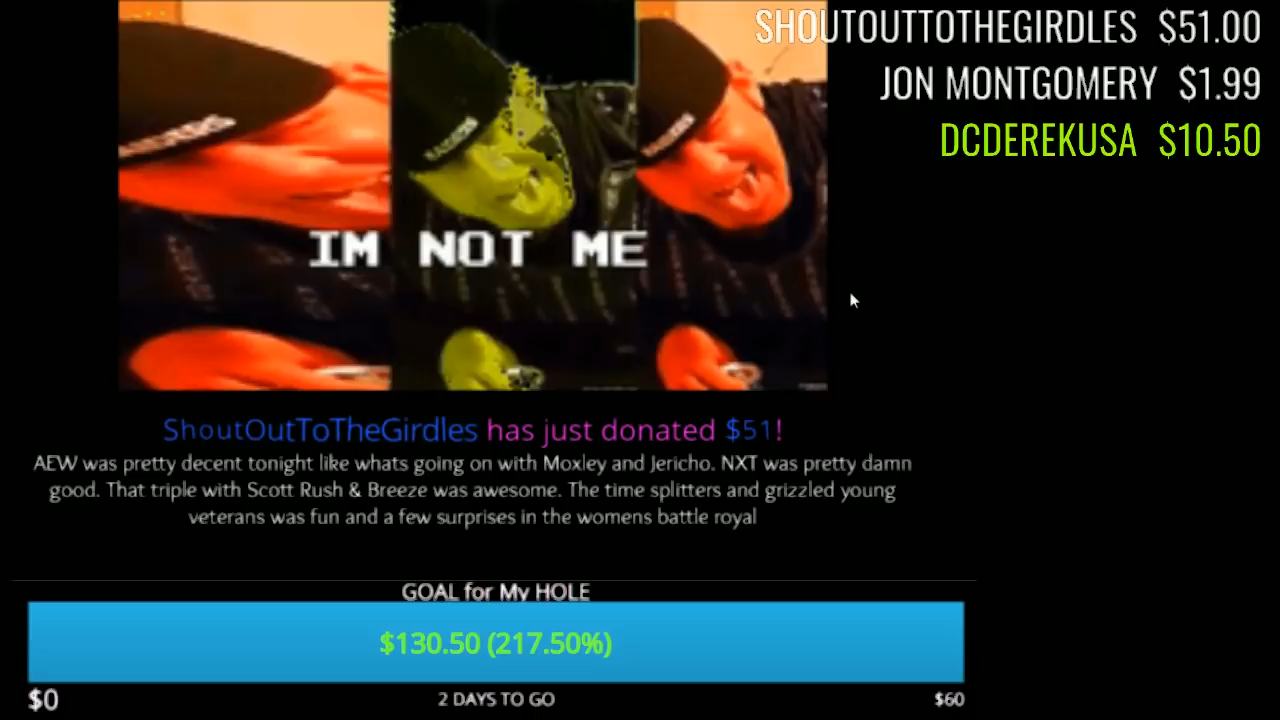 SHOUTOUTTOTHEGIRDLES $51.00
JON MONTGOMERY $1.99
DCDEREKUSA $10.50
IM NOT ME
ShoutOutToTheGirdles has just donated $51!
AEW was pretty decent tonight like whats going on with Moxley and Jericho. NXT was pretty damn
good. That triple with Scott Rush & Breeze was awesome. The time splitters and grizzled young
veterans was fun and a few surprises in the womens battle royal
GOAL for My HOLE
$130.50 (217.50%)
$0 2 DAYS TO GO $60